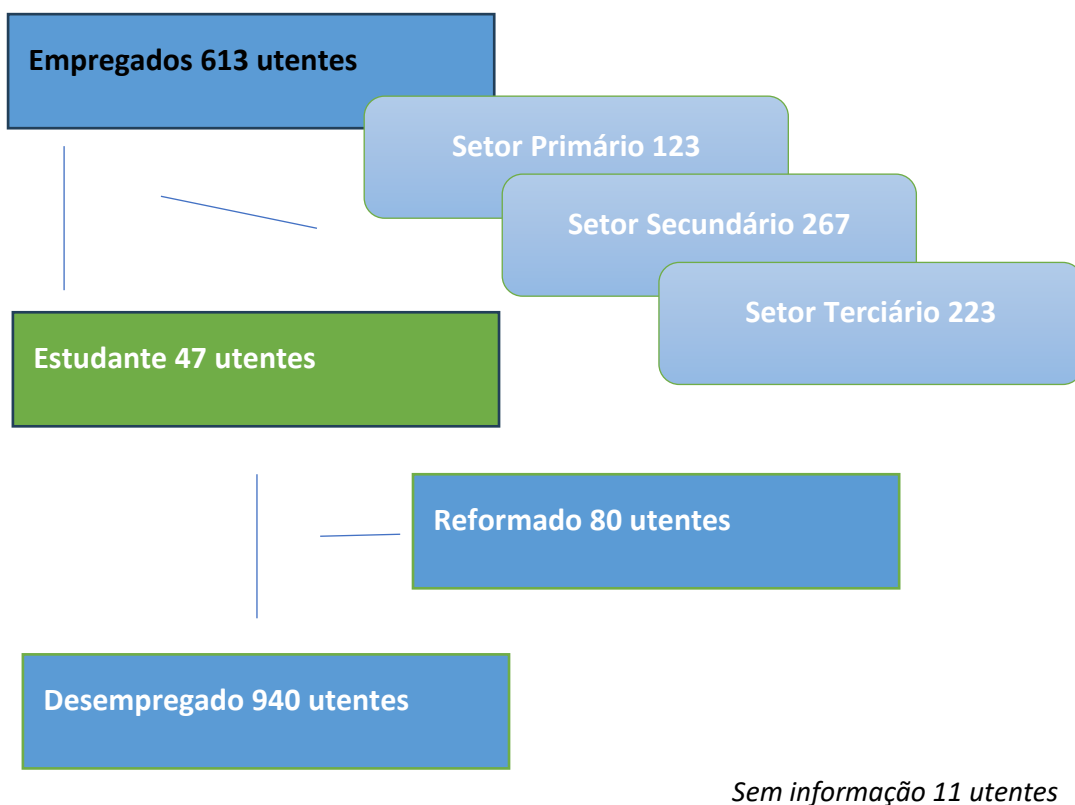 Empregados 613 utentes
Setor Primário 123
Setor Secundário 267
Setor Terciário 223
Estudante 47 utentes
Reformado 80 utentes
Desempregado 940 utentes
Sem informação 11 utentes